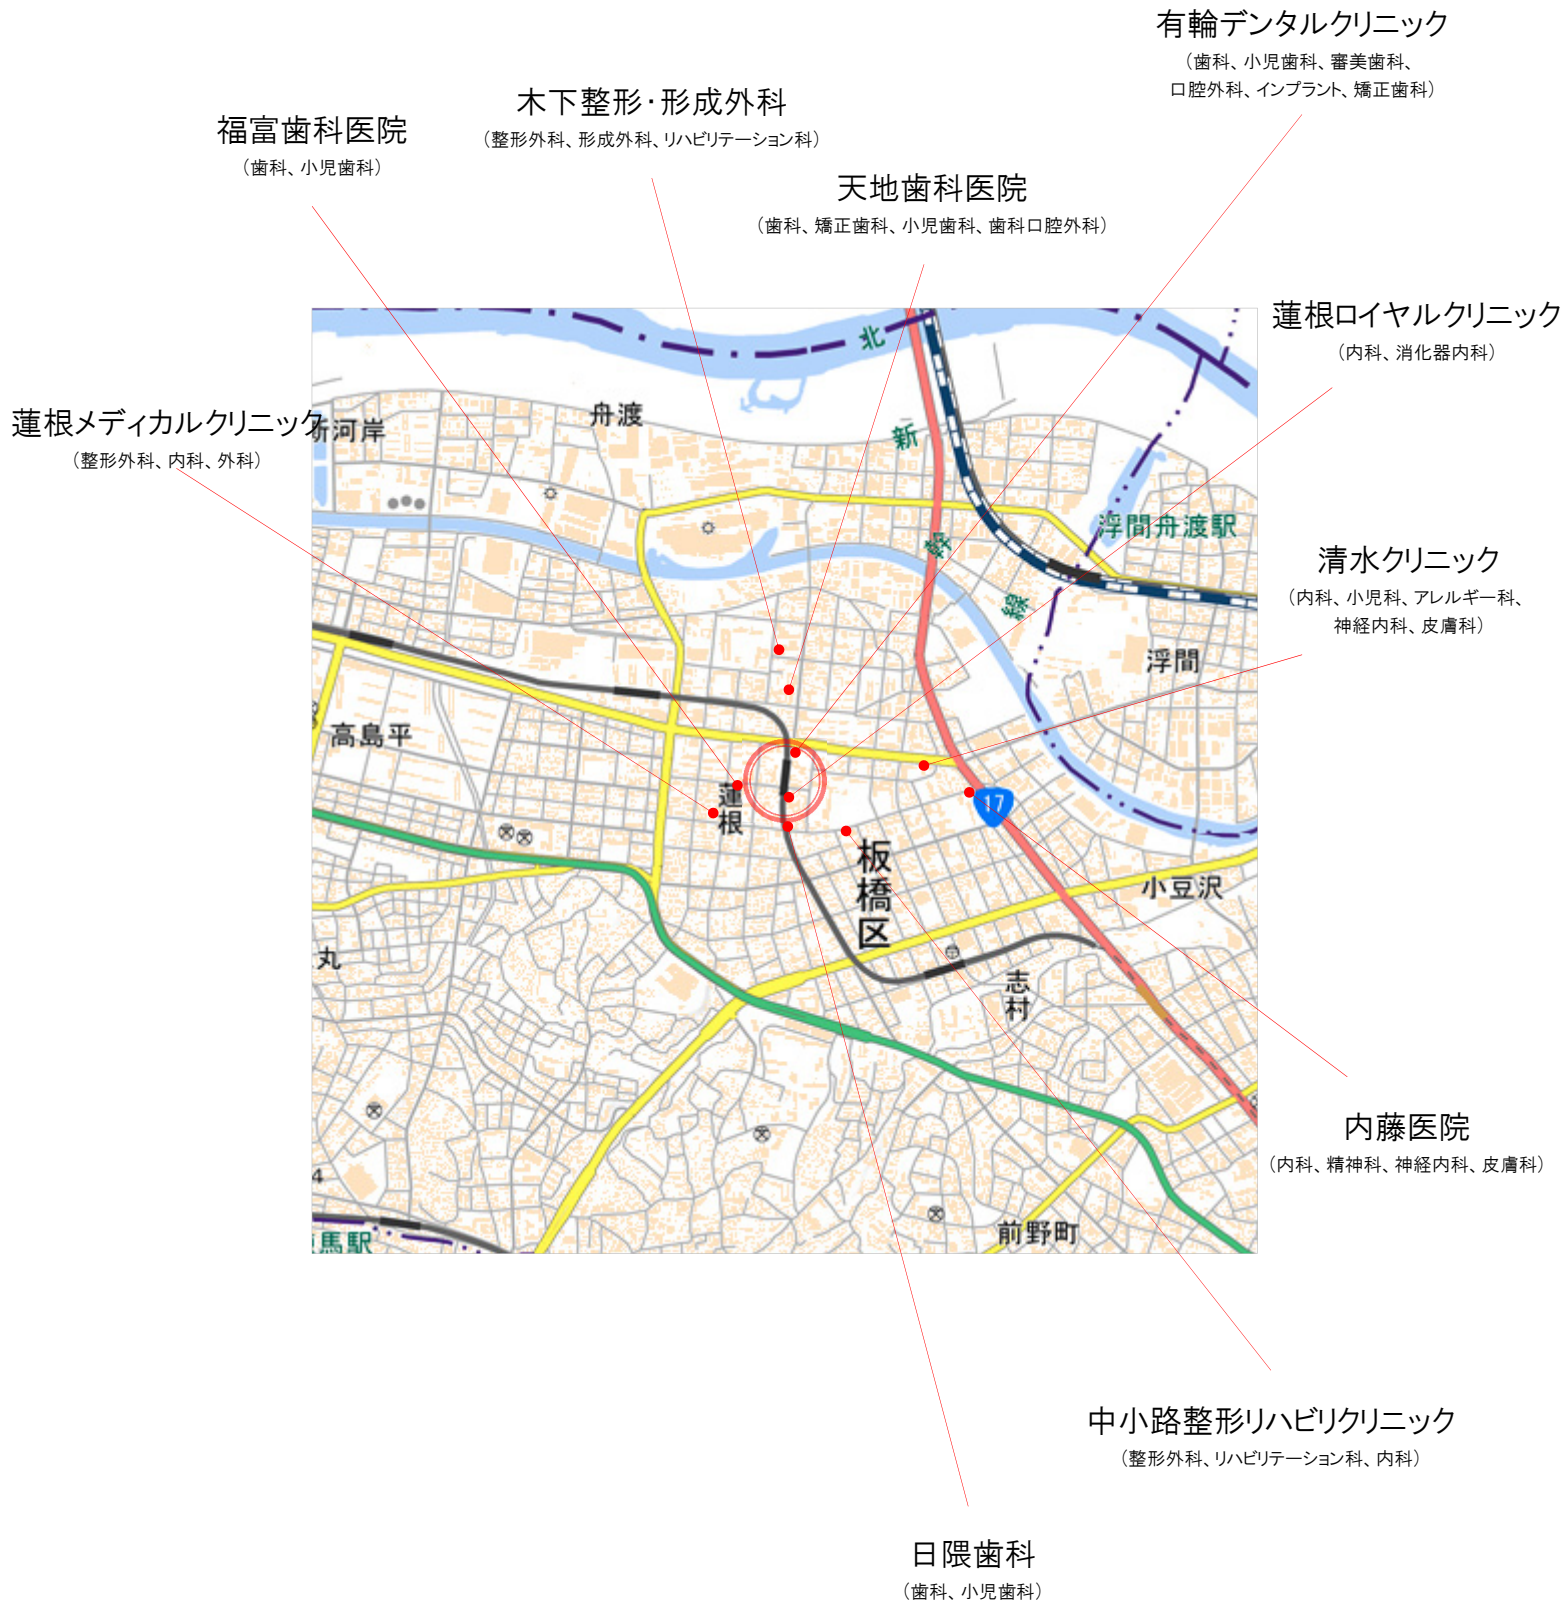 有輪デンタルクリニック
（歯科、小児歯科、審美歯科、
口腔外科、インプラント、矯正歯科）
木下整形・形成外科
（整形外科、形成外科、リハビリテーション科）
福富歯科医院
（歯科、小児歯科）
天地歯科医院
（歯科、矯正歯科、小児歯科、歯科口腔外科）
蓮根ロイヤルクリニック
（内科、消化器内科）
蓮根メディカルクリニック
（整形外科、内科、外科）
北
舟渡
新河岸
新
浮間舟渡駅
宿
線
清水クリニック
（内科、小児科、アレルギー科、
神経内科、皮膚科）
浮間
高島平
蓮根
17
板橋区
小豆沢
丸
志村
内藤医院
（内科、精神科、神経内科、皮膚科）
4
前野町
馬駅
中小路整形リハビリクリニック
（整形外科、リハビリテーション科、内科）
日隈歯科
（歯科、小児歯科）